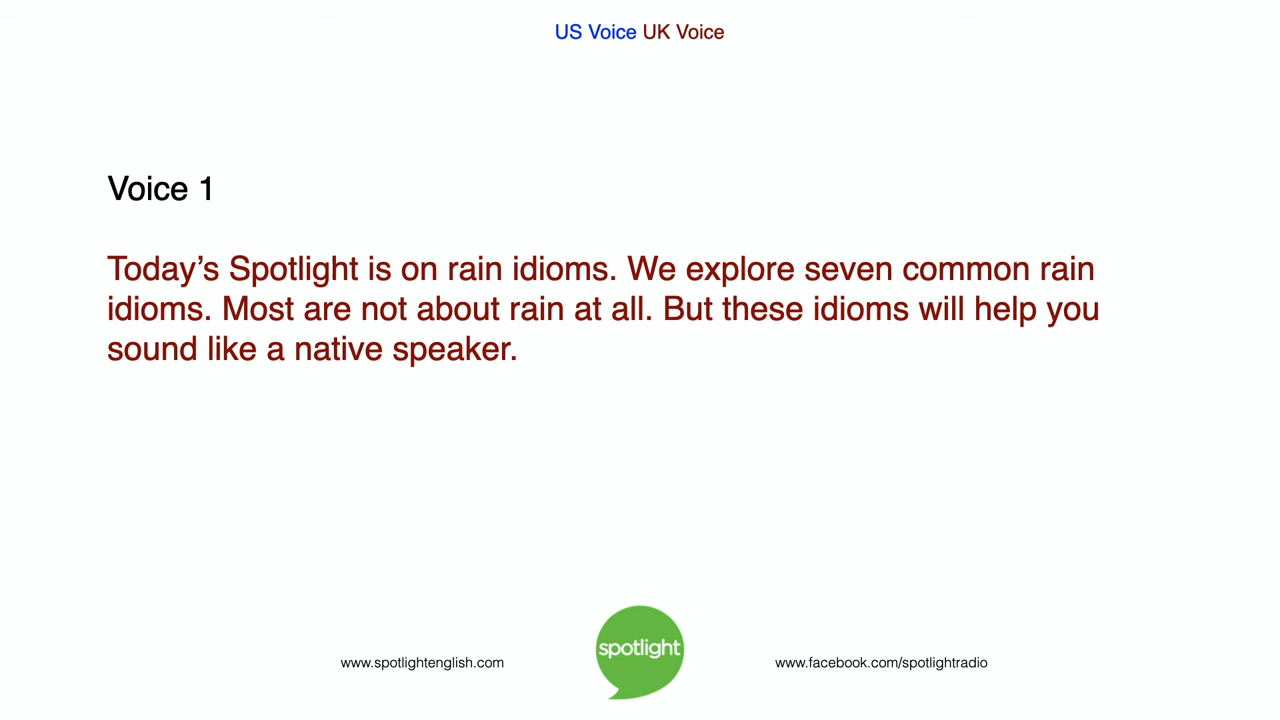 US Voice UK Voice
Voice 1
Today’s Spotlight is on rain idioms. We explore seven common rain
idioms. Most are not about rain at all. But these idioms will help you
sound like a native speaker.
spotlight
www.spotlightenglish.com
www.facebook.com/spotlightradio